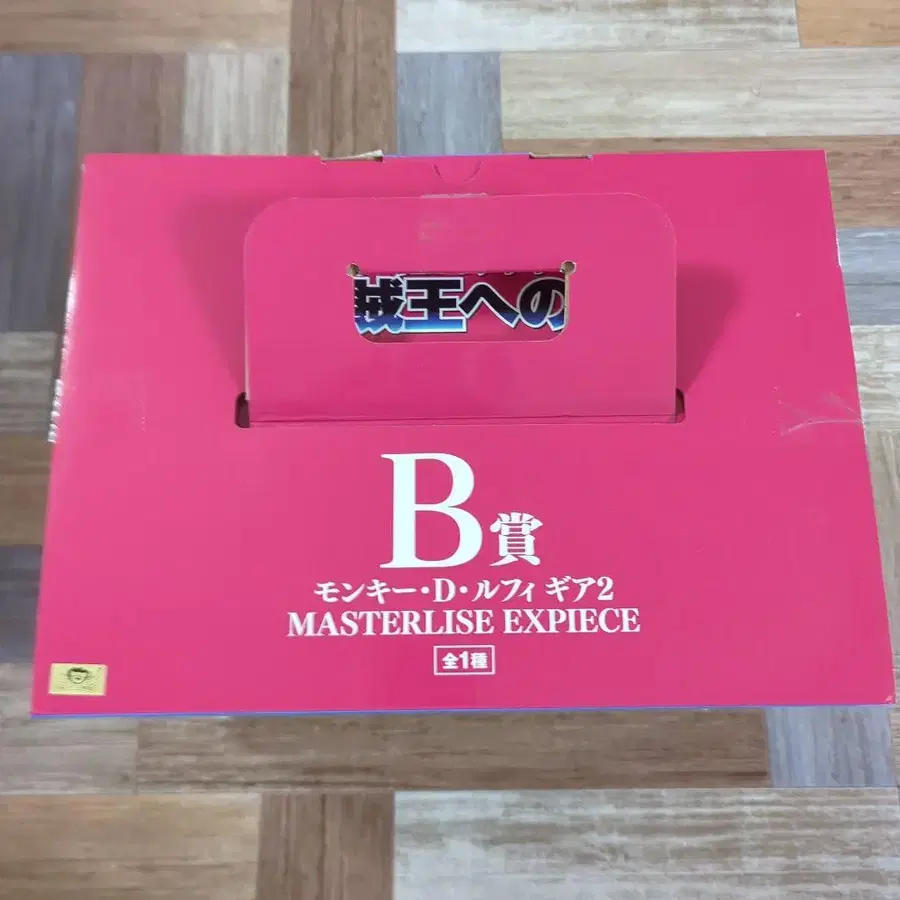 賊王への
B賞
モンキー・D・ルフィ ギア2
MASTERLISE EXPIECE
全1種